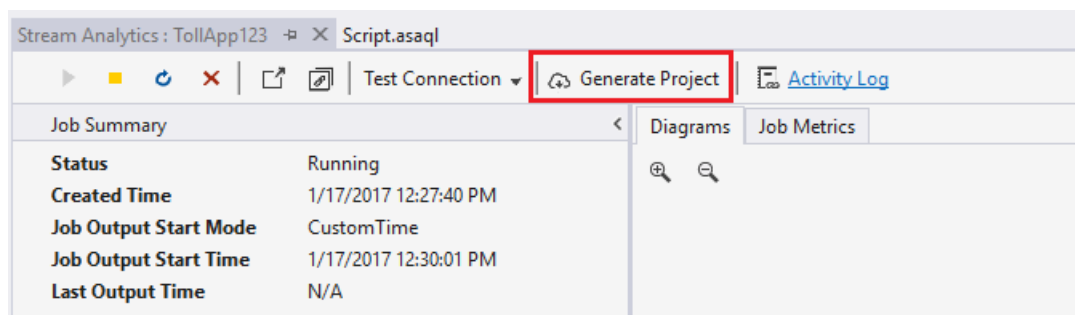 Stream Analytics : TollApp123 Script.asaql
Test Connection Generate Project Activity Log
Job Summary Diagrams Job Metrics
Status Running
Created Time 1/17/2017 12:27:40 PM
Job Output Start Mode CustomTime
Job Output Start Time 1/17/2017 12:30:01 PM
Last Output Time N/A